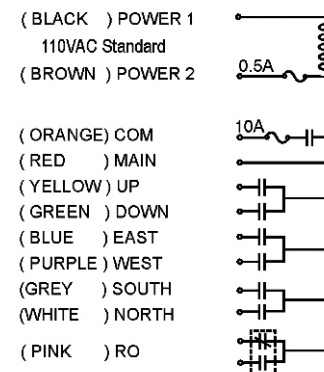 ( BLACK ) POWER 1
110VAC Standard
( BROWN ) POWER 2
0.5A
( ORANGE) COM
10A
( RED ) MAIN
( YELLOW ) UP
( GREEN ) DOWN
( BLUE ) EAST
( PURPLE ) WEST
(GREY ) SOUTH
(WHITE ) NORTH
( PINK ) RO